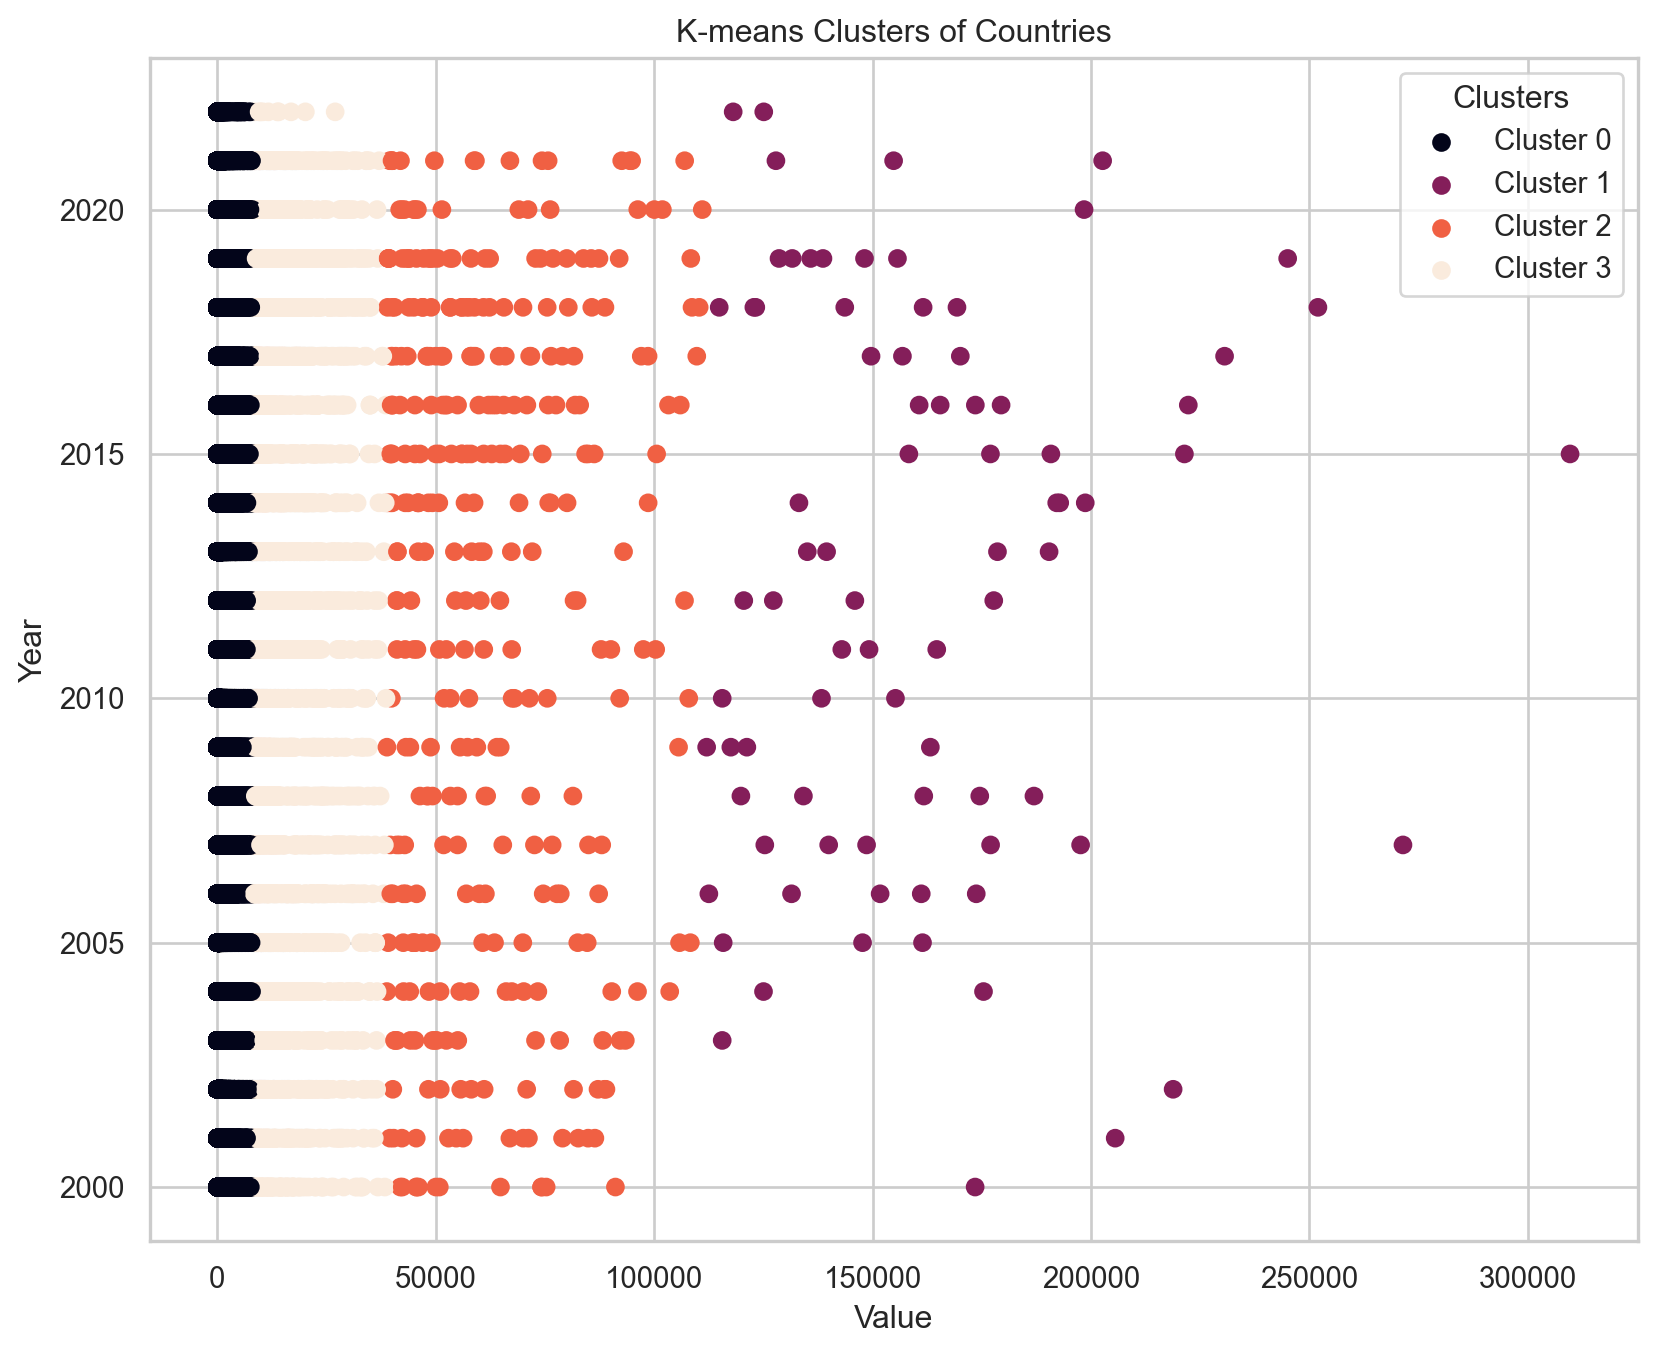 K-means Clusters of Countries
Clusters
Cluster 0
Cluster 1
Cluster 2
Cluster 3
Year
2020
2015
2010
2005
2000
0 50000 100000 150000 200000 250000 300000
Value